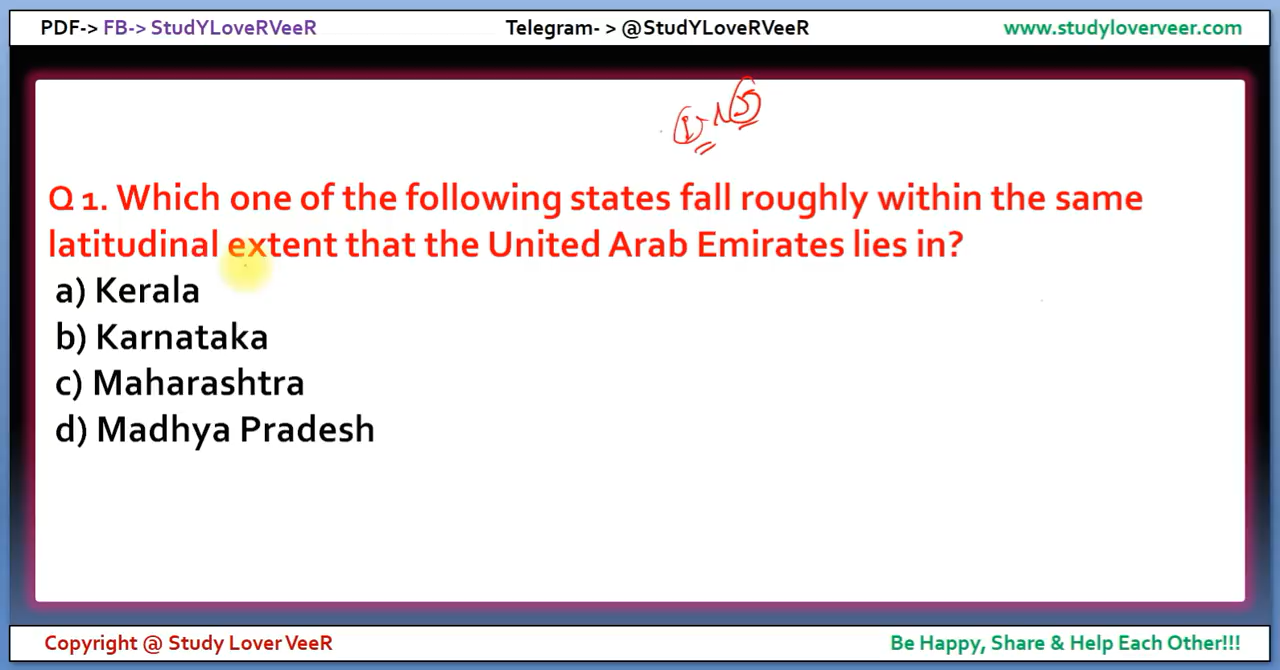 PDF-> FB-> StudYLoveRVeeR Telegram- > @StudYLoveRVeeR www.studyloverveer.com
Q 1. Which one of the following states fall roughly within the same
latitudinal extent that the United Arab Emirates lies in?
a) Kerala
b) Karnataka
c) Maharashtra
d) Madhya Pradesh
Copyright @ Study Lover VeeR Be Happy, Share & Help Each Other!!!